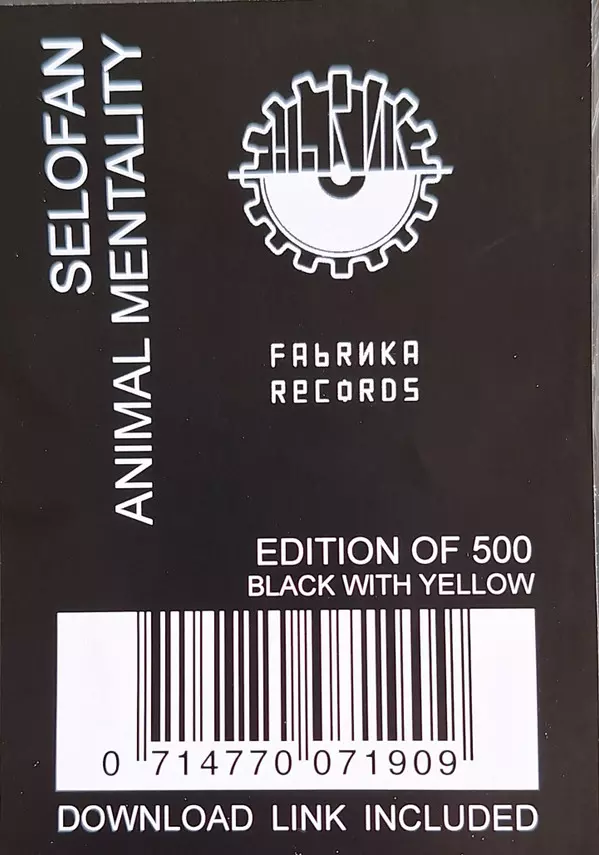 SELOFAN
ANIMAL MENTALITY
FAbRИKA
RECORDS
EDITION OF 500
BLACK WITH YELLOW
0 714770 071909
DOWNLOAD LINK INCLUDED